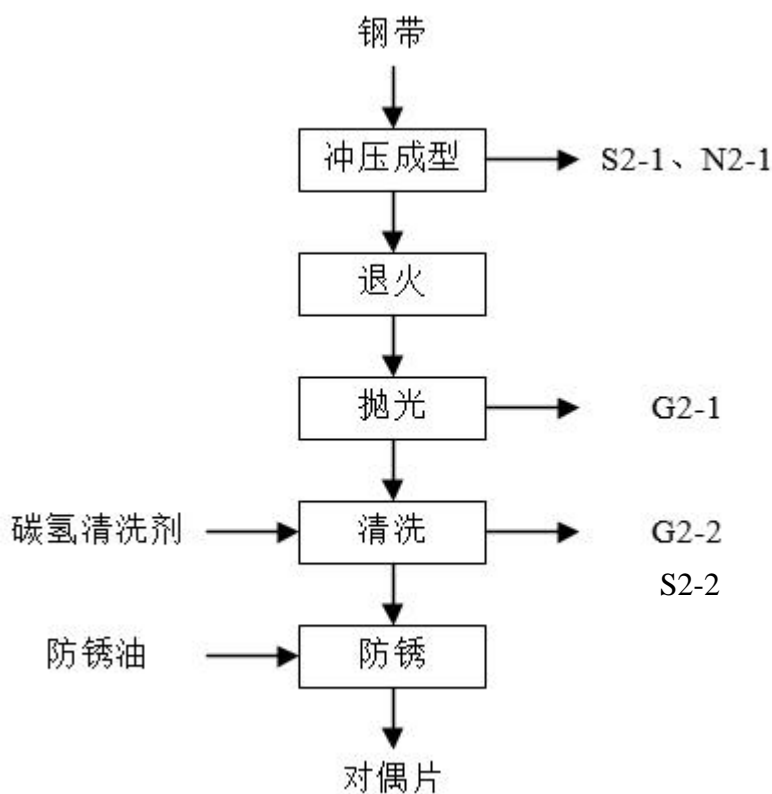 钢带
冲压成型
S2-1、N2-1
退火
抛光
G2-1
碳氢清洗剂
清洗
G2-2
S2-2
防锈油
防锈
对偶片